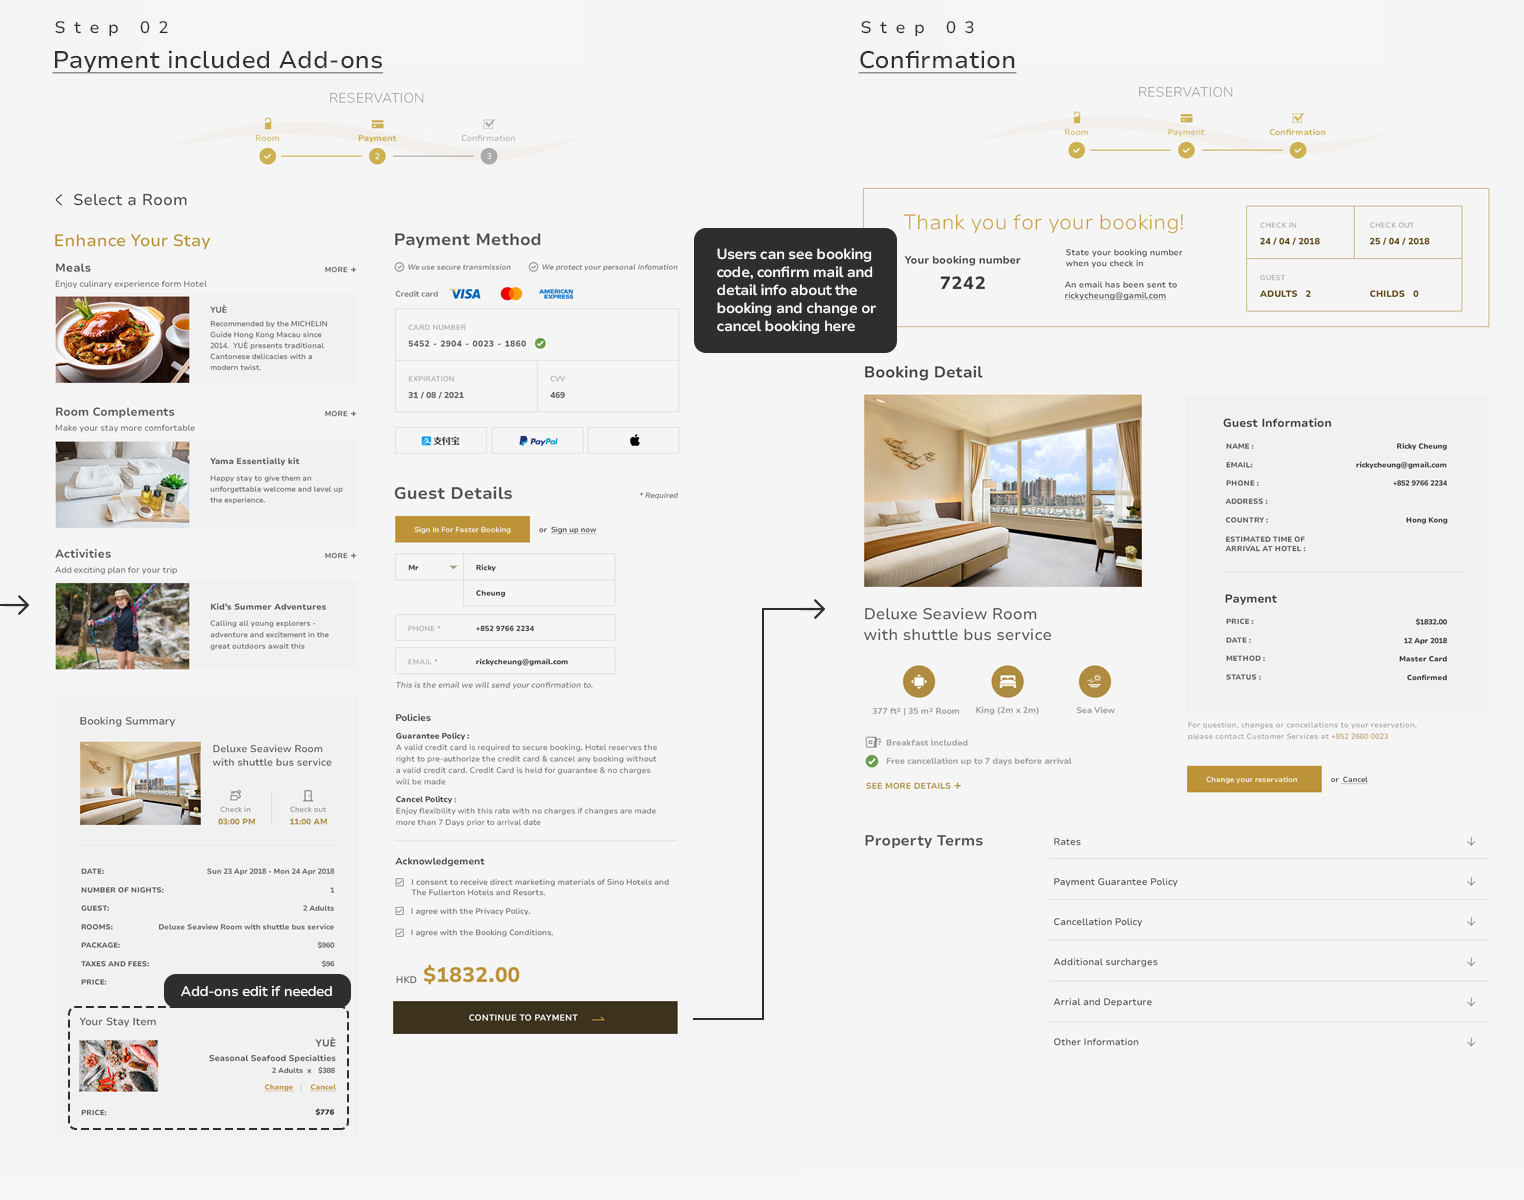 Step 02
Payment included Add-ons
RESERVATION
Room
Payment
Confirmation
2
3
Select a Room
Enhance Your Stay
Meals
MORE +
Enjoy culinary experience form Hotel
YUÈ
Recommended by the MICHELIN
Guide Hong Kong Macau since
2014. YUÈ presents traditional
Cantonese delicacies with a
modern twist.
Room Complements
MORE +
Make your stay more comfortable
Yama Essentially kit
Happy stay to give them an
unforgettable welcome and level up
the experience.
Activities
MORE +
Add exciting plan for your trip
Kid's Summer Adventures
Calling all young explorers -
adventure and excitement in the
great outdoors await this
Booking Summary
Deluxe Seaview Room
with shuttle bus service
Check in
03:00 PM
Check out
11:00 AM
DATE: Sun 23 Apr 2018 - Mon 24 Apr 2018
NUMBER OF NIGHTS: 1
GUEST: 2 Adults
ROOMS: Deluxe Seaview Room with shuttle bus service
PACKAGE: $960
TAXES AND FEES: $96
PRICE:
Add-ons edit if needed
Your Stay Item
YUÈ
Seasonal Seafood Specialties
2 Adults x $388
Change | Cancel
PRICE: $776
Payment Method
We use secure transmission
We protect your personal infomation
Credit card VISA AMERICAN EXPRESS
CARD NUMBER
5452 - 2904 - 0023 - 1860
EXPIRATION
31 / 08 / 2021
CVV
469
支 支付宝
PayPal
Guest Details
* Required
Sign In For Faster Booking
or Sign up now
Mr
Ricky
Cheung
PHONE * +852 9766 2234
EMAIL * rickycheung@gmail.com
This is the email we will send your confirmation to.
Policies
Guarantee Policy :
A valid credit card is required to secure booking. Hotel reserves the
right to pre-authorize the credit card & cancel any booking without
a valid credit card. Credit Card is held for guarantee & no charges
will be made
Cancel Politcy :
Enjoy flexibility with this rate with no charges if changes are made
more than 7 Days prior to arrival date
Acknowledgement
I consent to receive direct marketing materials of Sino Hotels and
The Fullerton Hotels and Resorts.
I agree with the Privacy Policy.
I agree with the Booking Conditions.
HKD $1832.00
CONTINUE TO PAYMENT
Step 03
Confirmation
RESERVATION
Room
Payment
Confirmation
Users can see booking
code, confirm mail and
detail info about the
booking and change or
cancel booking here
Thank you for your booking!
Your booking number
7242
State your booking number
when you check in
An email has been sent to
rickycheung@gamil.com
CHECK IN
24 / 04 / 2018
CHECK OUT
25 / 04 / 2018
GUEST
ADULTS 2
CHILDS 0
Booking Detail
Deluxe Seaview Room
with shuttle bus service
377 ft² | 35 m² Room
King (2m x 2m)
Sea View
Breakfast Included
Free cancellation up to 7 days before arrival
SEE MORE DETAILS +
Guest Information
NAME : Ricky Cheung
EMAIL: rickycheung@gmail.com
PHONE : +852 9766 2234
ADDRESS :
COUNTRY : Hong Kong
ESTIMATED TIME OF
ARRIVAL AT HOTEL :
Payment
PRICE : $1832.00
DATE : 12 Apr 2018
METHOD : Master Card
STATUS : Confirmed
For question, changes or cancellations to your reservation,
please contact Customer Services at +852 2680 0023
Change your reservation
or Cancel
Property Terms
Rates
Payment Guarantee Policy
Cancellation Policy
Additional surcharges
Arrial and Departure
Other Information